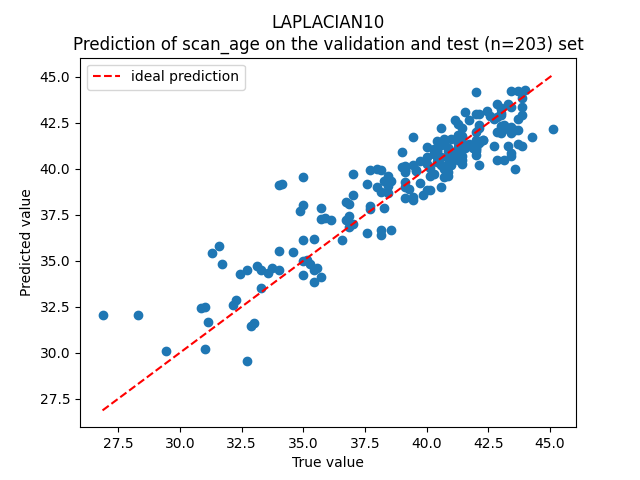 LAPLACIAN10
Prediction of scan_age on the validation and test (n=203) set
ideal prediction
45.0
42.5
40.0
37.5
35.0
32.5
30.0
27.5
Predicted value
27.5 30.0 32.5 35.0 37.5 40.0 42.5 45.0
True value